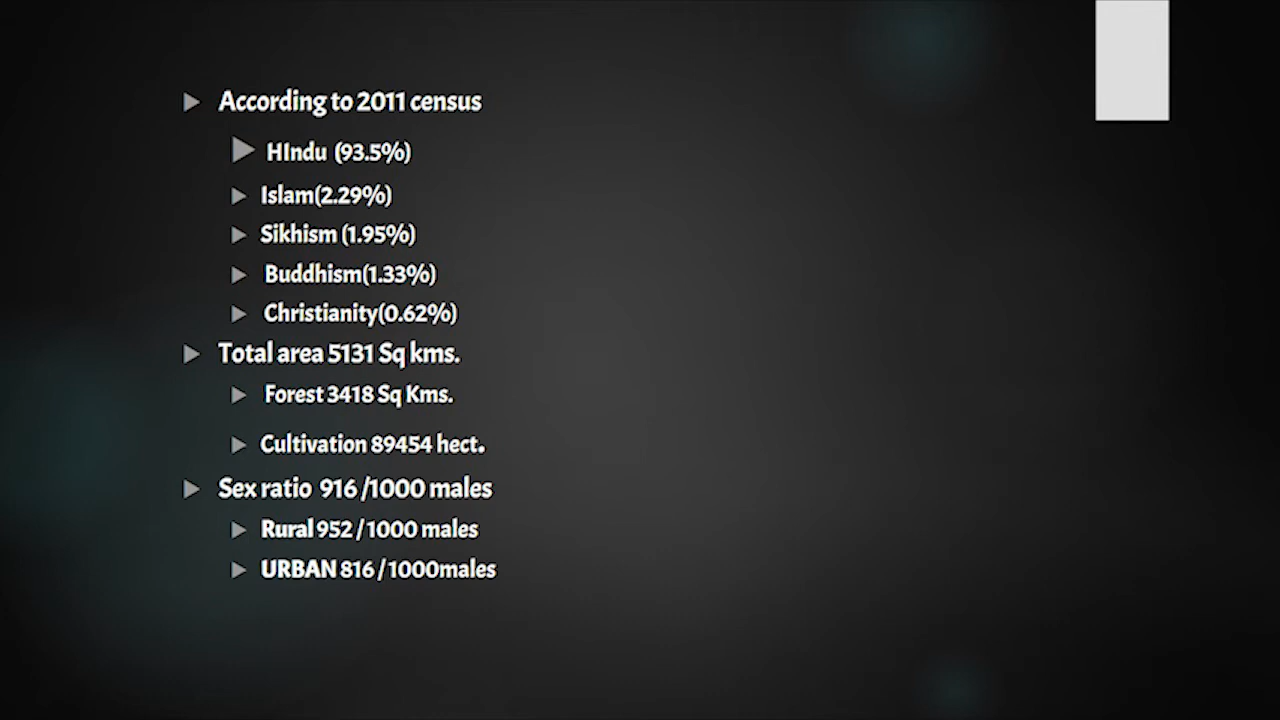 According to 2011 census
HIndu (93.5%)
Islam(2.29%)
Sikhism (1.95%)
Buddhism(1.33%)
Christianity(0.62%)
Total area 5131 Sq kms.
Forest 3418 Sq Kms.
Cultivation 89454 hect.
Sex ratio 916 /1000 males
Rural 952 / 1000 males
URBAN 816 / 1000males